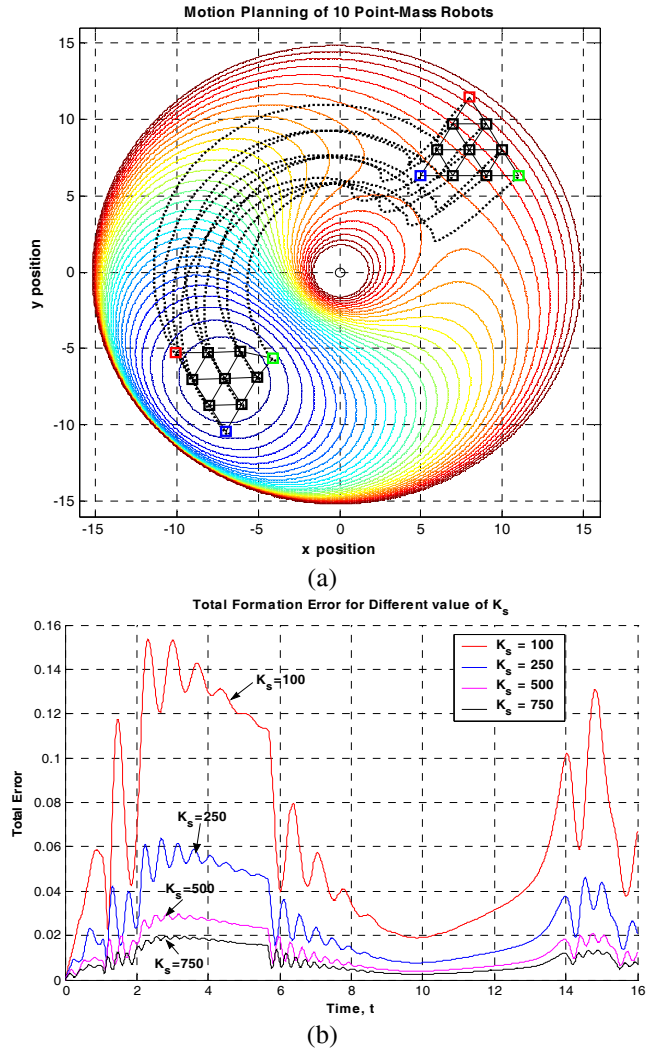 Motion Planning of 10 Point-Mass Robots
15
10
5
0
-5
-10
-15
y position
-15
-10
-5
0
5
10
15
x position
(a)
Total Formation Error for Different value of Ks
0.16
0.14
0.12
0.1
0.08
0.06
0.04
0.02
0
Total Error
Ks = 100
Ks = 250
Ks = 500
Ks = 750
Ks=100
Ks=250
Ks=500
Ks=750
0
2
4
6
8
10
12
14
16
Time, t
(b)